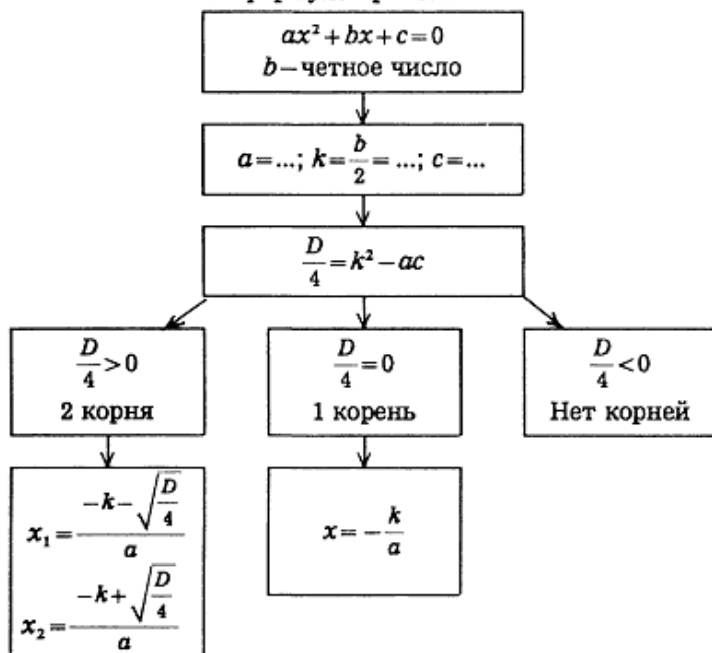 ax² + bx + c = 0
b — четное число
a = ...; k = b/2 = ...; c = ...
D/4 = k² − ac
D/4 > 0
2 корня
D/4 = 0
1 корень
D/4 < 0
Нет корней
x₁ = (−k − √(D/4))/a
x₂ = (−k + √(D/4))/a
x = −k/a